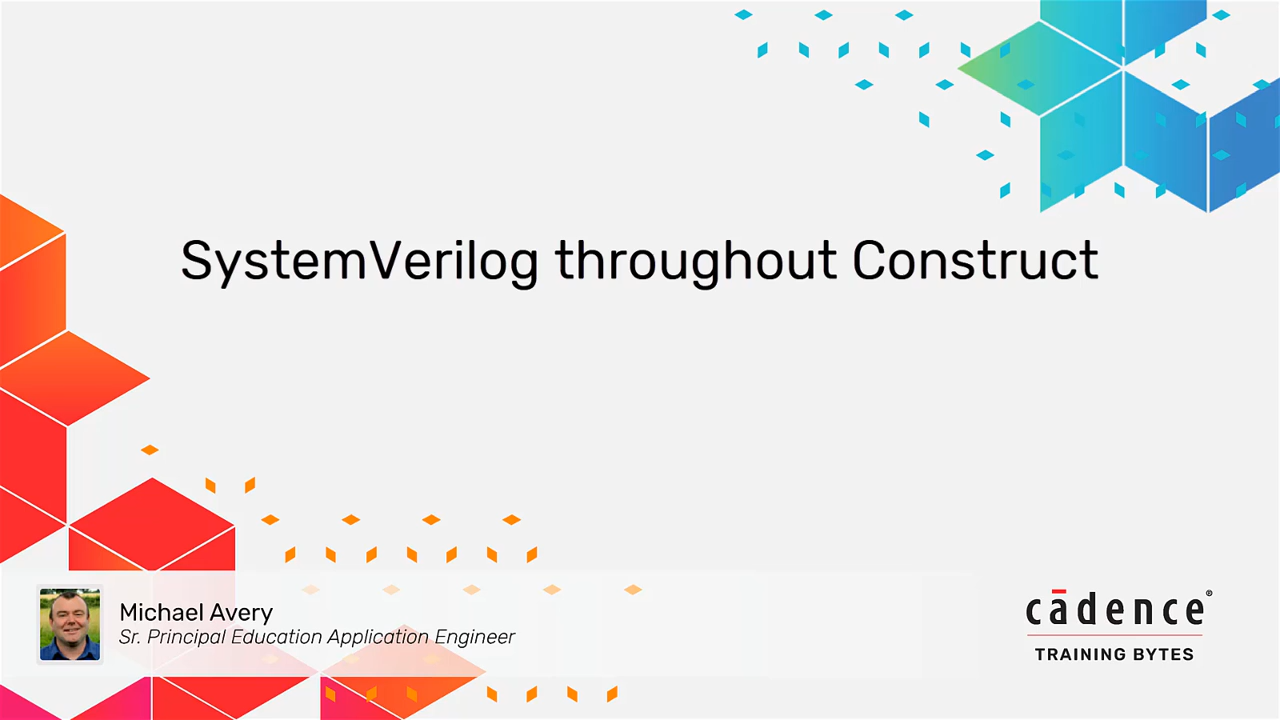 SystemVerilog throughout Construct
Michael Avery
Sr. Principal Education Application Engineer
cādence®
TRAINING BYTES